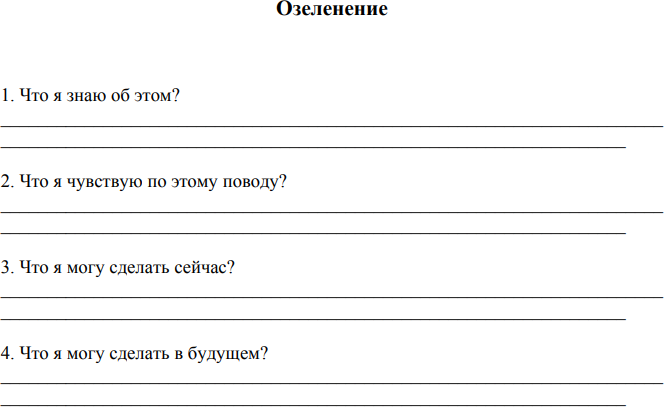 Озеленение
1. Что я знаю об этом?
2. Что я чувствую по этому поводу?
3. Что я могу сделать сейчас?
4. Что я могу сделать в будущем?